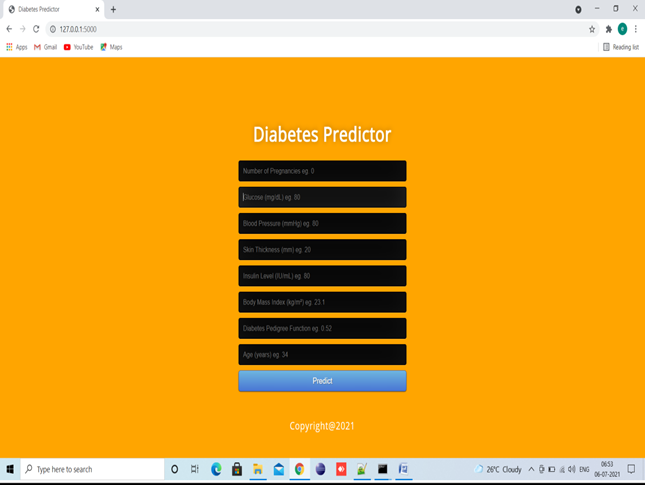 Diabetes Predictor
127.0.0.1:5000
Apps Gmail YouTube Maps Reading list
Diabetes Predictor
Number of Pregnancies eg. 0
Glucose (mg/dL) eg. 80
Blood Pressure (mmHg) eg. 80
Skin Thickness (mm) eg. 20
Insulin Level (IU/mL) eg. 80
Body Mass Index (kg/m²) eg. 23.1
Diabetes Pedigree Function eg. 0.52
Age (years) eg. 34
Predict
Copyright@2021
Type here to search
26°C Cloudy ENG
06:53
06-07-2021